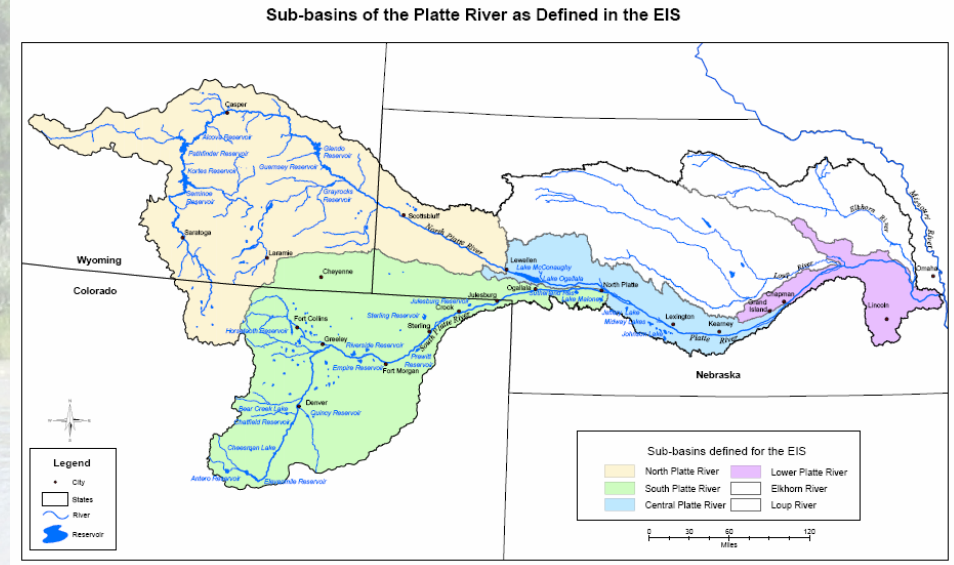 Sub-basins of the Platte River as Defined in the EIS
Casper
Alcova Reservoir
Pathfinder Reservoir
Glendo
Reservoir
Kortes Reservoir
Guernsey Reservoir
Seminoe
Reservoir
Grayrocks
Reservoir
Scottsbluff
Saratoga
North Platte River
Laramie
Wyoming
Colorado
Cheyenne
Lewellen
Lake McConaughy
Lake Ogallala
Ogallala
North Platte
Julesburg
Julesburg Reservoir
Lake Maloney
Crook
Sterling Reservoir
Sterling
South Platte River
Fort Collins
Horsetooth Reservoir
Greeley
Riverside Reservoir
Prewitt
Reservoir
Empire Reservoir
Fort Morgan
Jeffrey Lake
Midway Lakes
Johnson Lake
Lexington
Kearney
Platte River
Grand
Island
Chapman
Loup River
Elkhorn
River
Missouri River
Omaha
Lincoln
Nebraska
Denver
Bear Creek Lake
Quincy Reservoir
Chatfield Reservoir
Cheesman Lake
Antero Reservoir
Reservoir
Legend
City
States
River
Reservoir
Sub-basins defined for the EIS
North Platte River
South Platte River
Central Platte River
Lower Platte River
Elkhorn River
Loup River
0 30 60 120
Miles